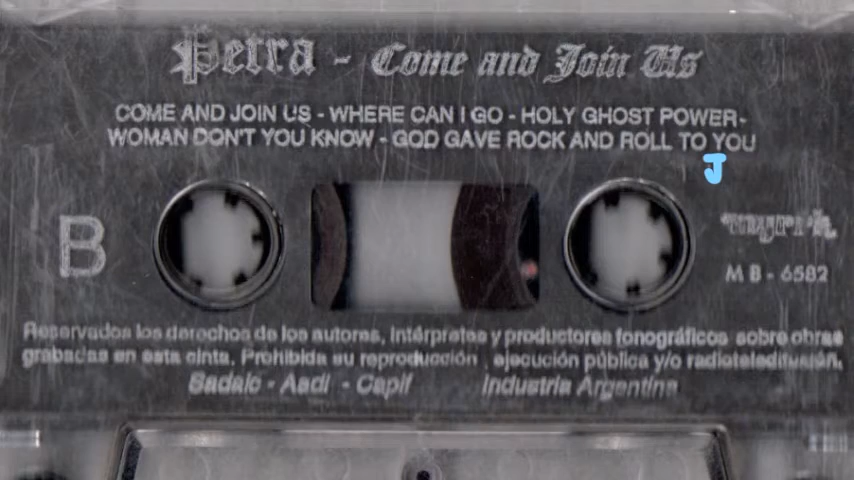 Petra - Come and Join Us
COME AND JOIN US - WHERE CAN I GO - HOLY GHOST POWER-
WOMAN DON'T YOU KNOW - GOD GAVE ROCK AND ROLL TO YOU
J
B
myrrh
MB - 6582
Reservados los derechos de los autores, intérpretes y productores fonográficos sobre obras
grabadas en esta cinta. Prohibida su reproducción, ejecución pública y/o radioteledifusión.
Sadaic - Aadi - Capif Industria Argentina